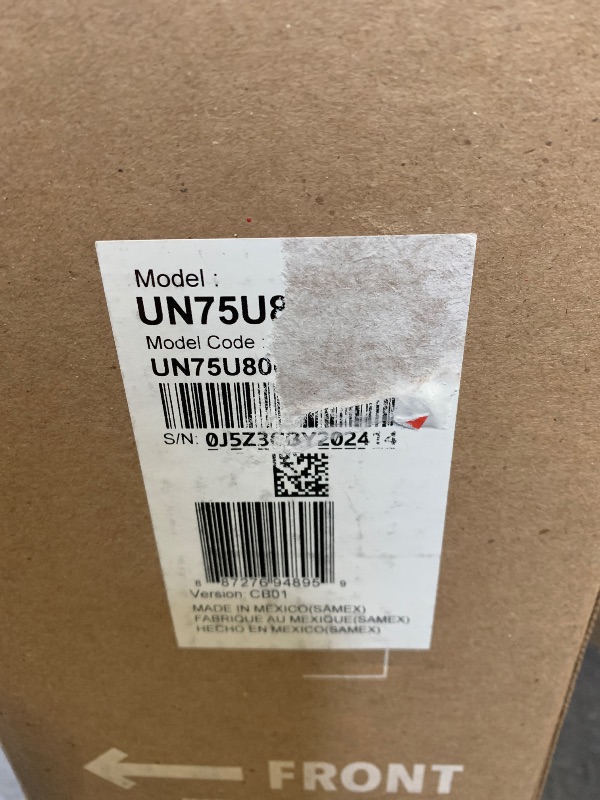 Model :
UN75U8
Model Code :
UN75U80
S/N: 0J5Z3CBY202414
8 87276 94895 9
Version: CB01
MADE IN MEXICO(SAMEX)
FABRIQUE AU MEXIQUE(SAMEX)
HECHO EN MEXICO(SAMEX)
FRONT